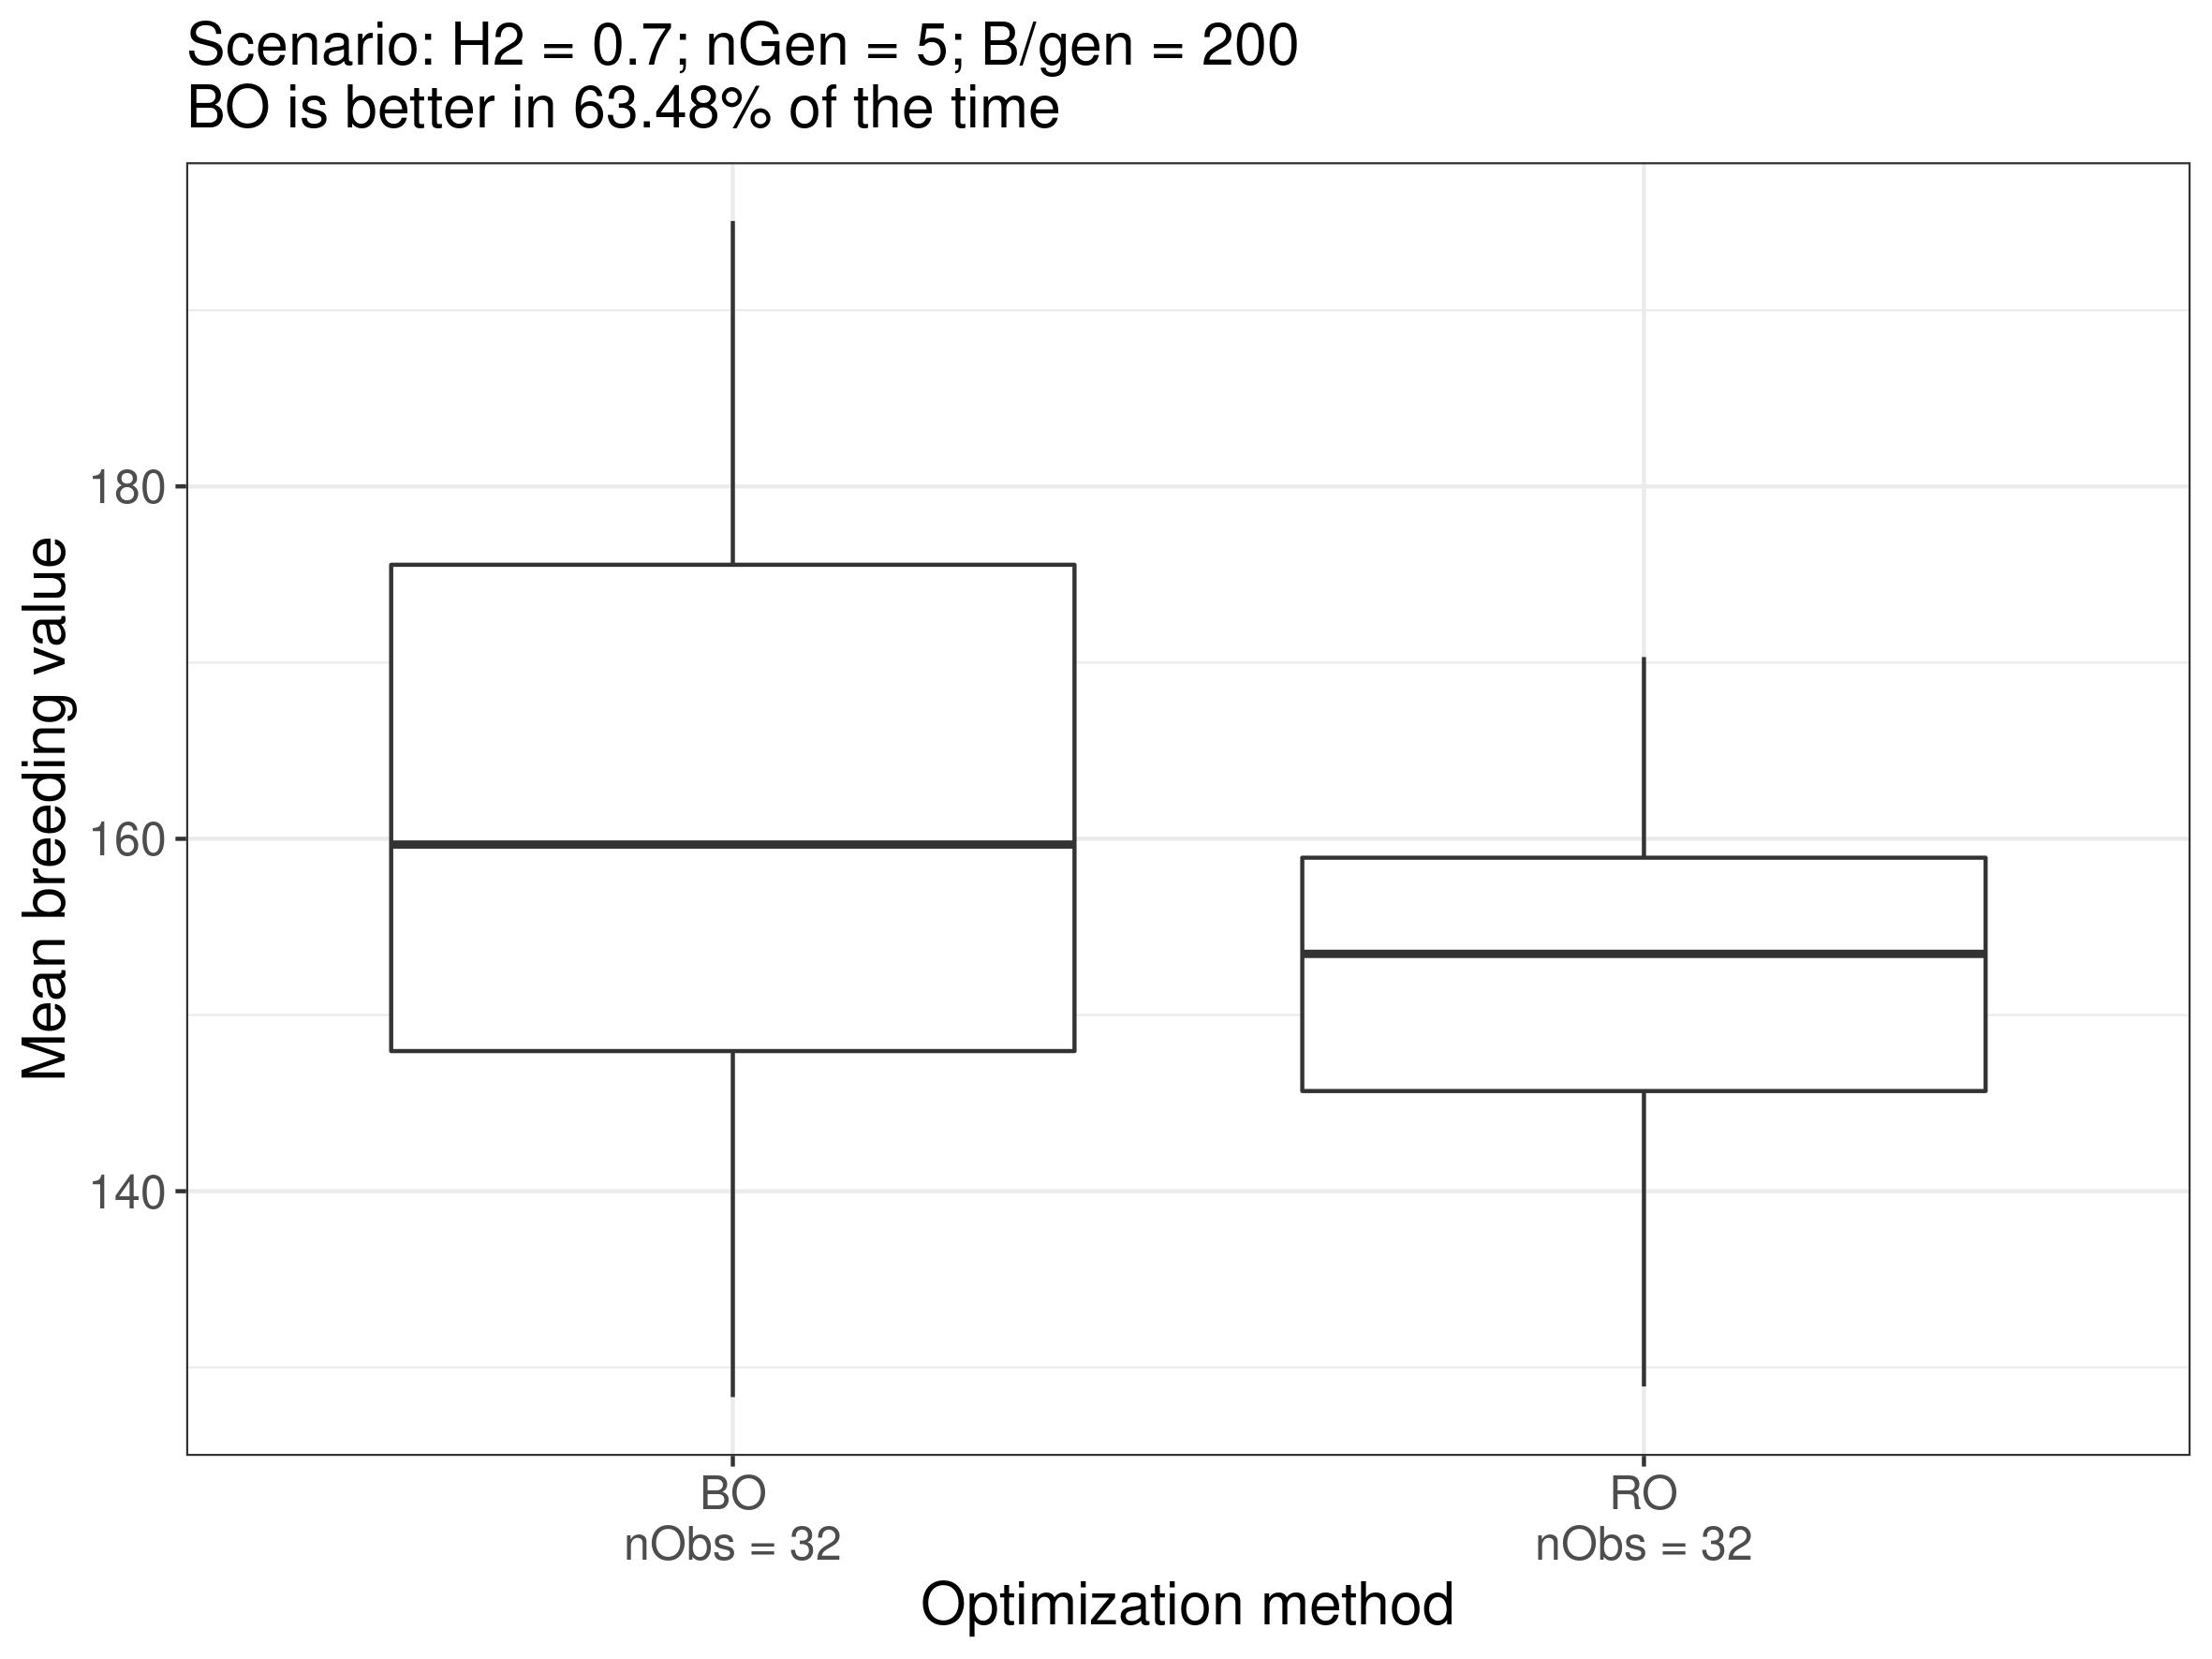 Scenario: H2 = 0.7; nGen = 5; B/gen = 200
BO is better in 63.48% of the time
Mean breeding value
180
160
140
BO
nObs = 32
RO
nObs = 32
Optimization method